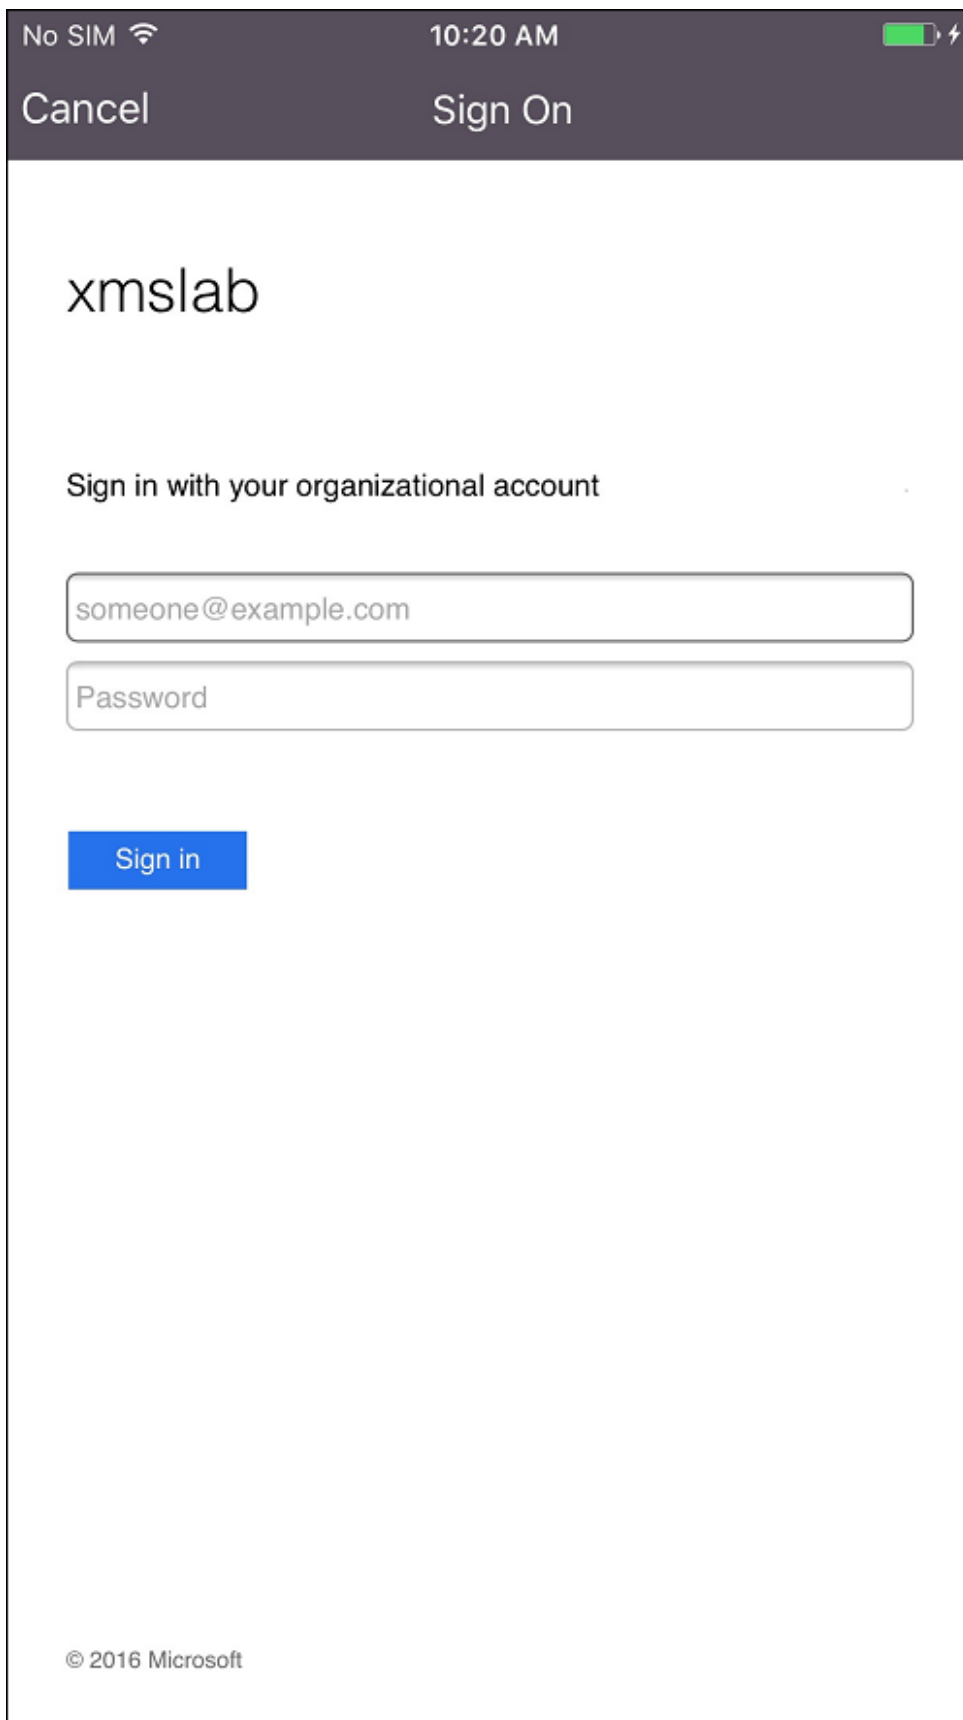 No SIM 10:20 AM
Cancel Sign On
xmslab
Sign in with your organizational account
someone@example.com
Password
Sign in
© 2016 Microsoft